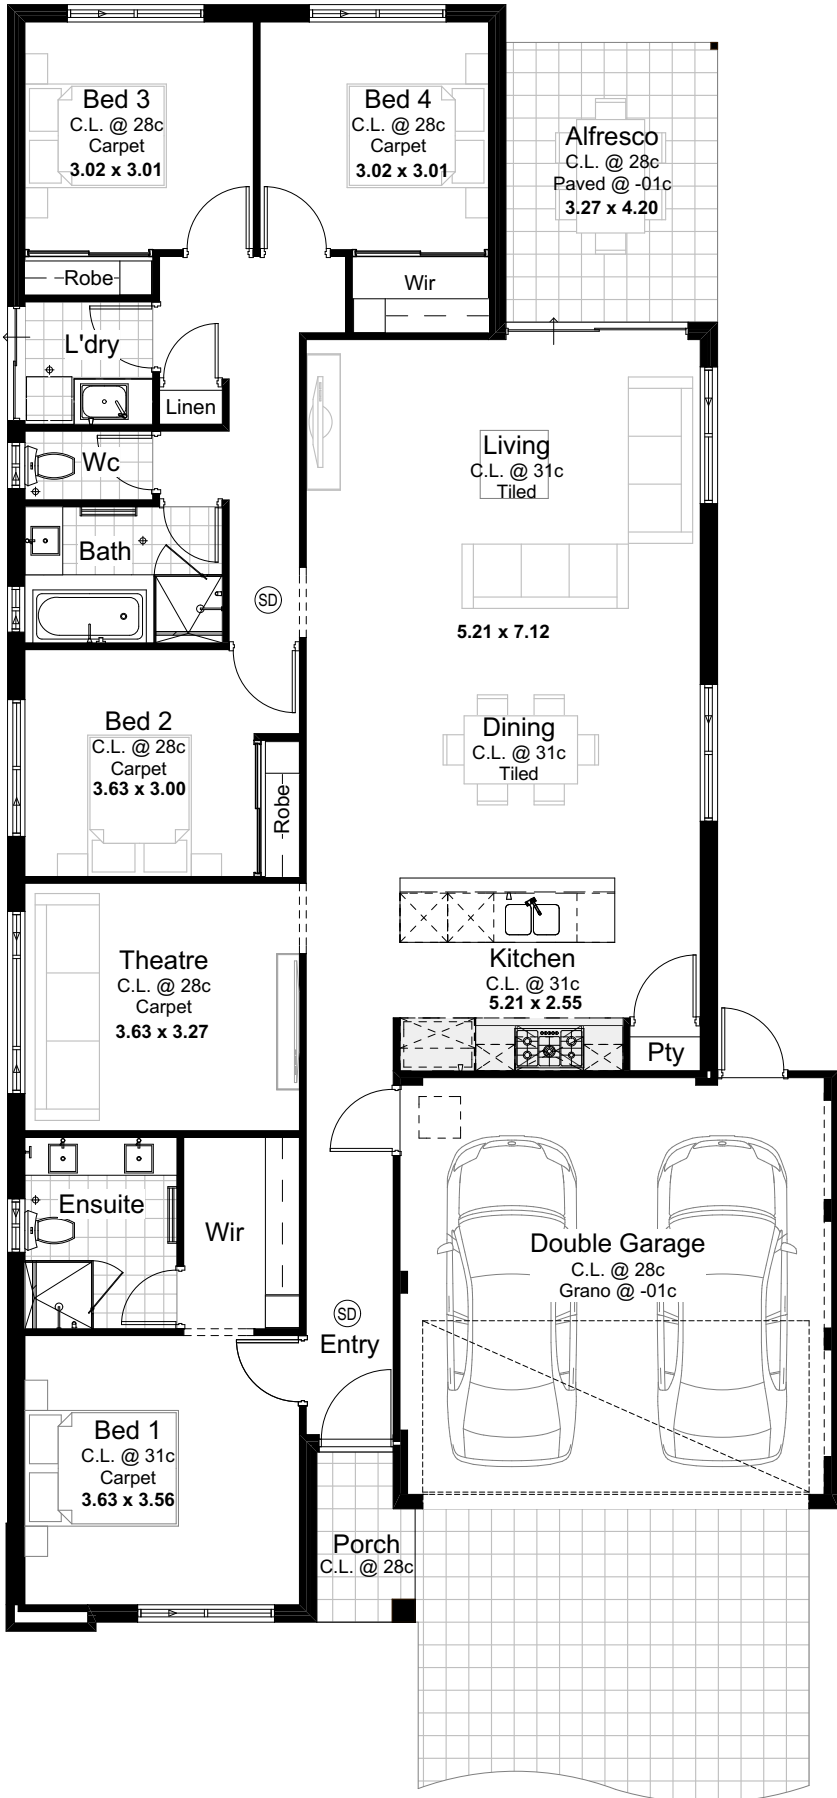 Bed 3
C.L. @ 28c
Carpet
3.02 x 3.01
Bed 4
C.L. @ 28c
Carpet
3.02 x 3.01
Alfresco
C.L. @ 28c
Paved @ -01c
3.27 x 4.20
Robe
Wir
L'dry
Linen
Wc
Bath
SD
Living
C.L. @ 31c
Tiled
5.21 x 7.12
Bed 2
C.L. @ 28c
Carpet
3.63 x 3.00
Robe
Dining
C.L. @ 31c
Tiled
Theatre
C.L. @ 28c
Carpet
3.63 x 3.27
Kitchen
C.L. @ 31c
5.21 x 2.55
Pty
Ensuite
Wir
Double Garage
C.L. @ 28c
Grano @ -01c
SD
Entry
Bed 1
C.L. @ 31c
Carpet
3.63 x 3.56
Porch
C.L. @ 28c